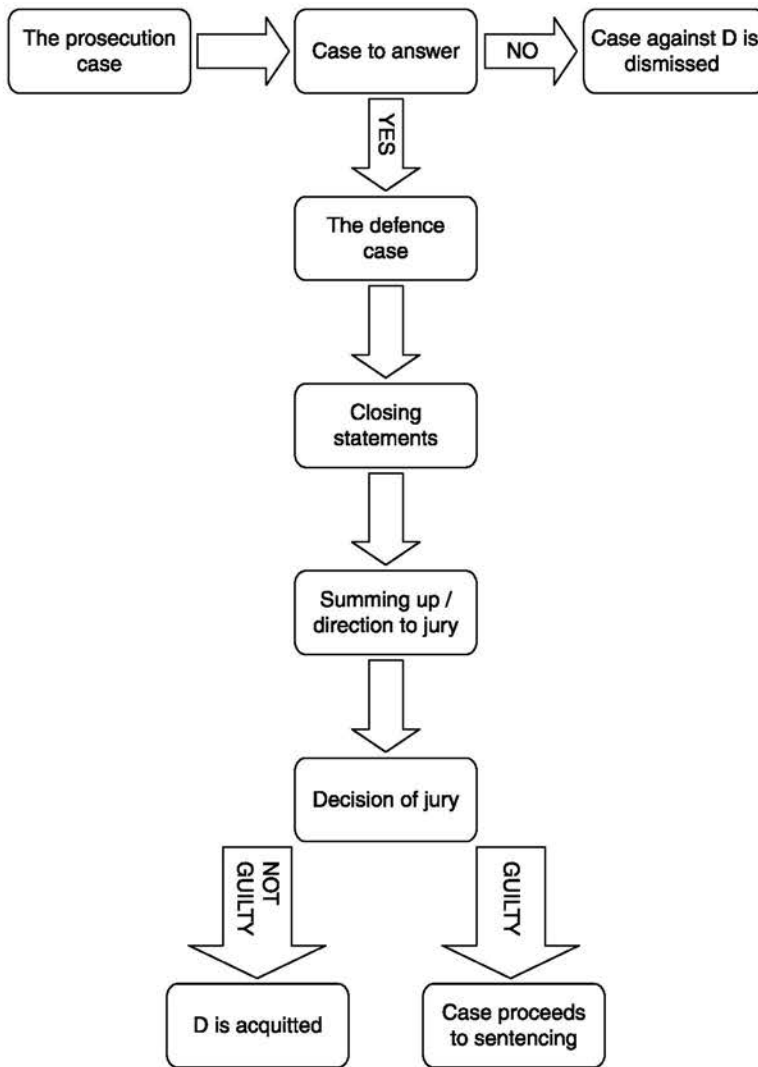 The prosecution
case
Case to answer
NO
Case against D is
dismissed
YES
The defence
case
Closing
statements
Summing up /
direction to jury
Decision of jury
NOT
GUILTY
GUILTY
D is acquitted
Case proceeds
to sentencing